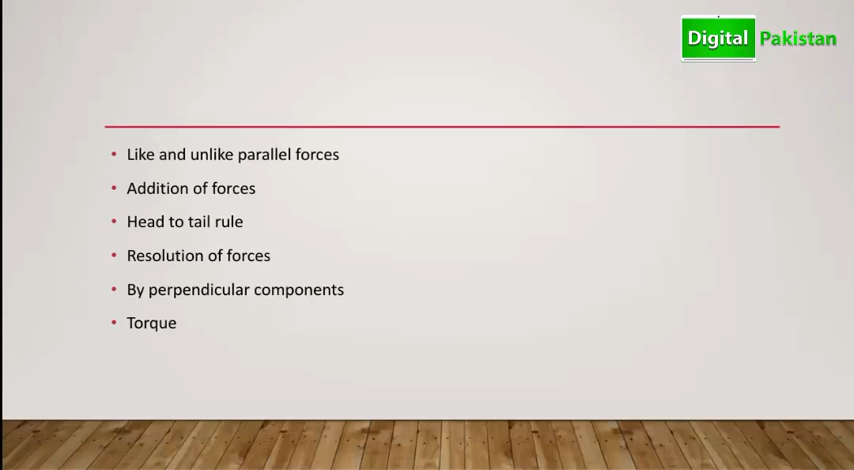 Digital Pakistan
• Like and unlike parallel forces
• Addition of forces
• Head to tail rule
• Resolution of forces
• By perpendicular components
• Torque